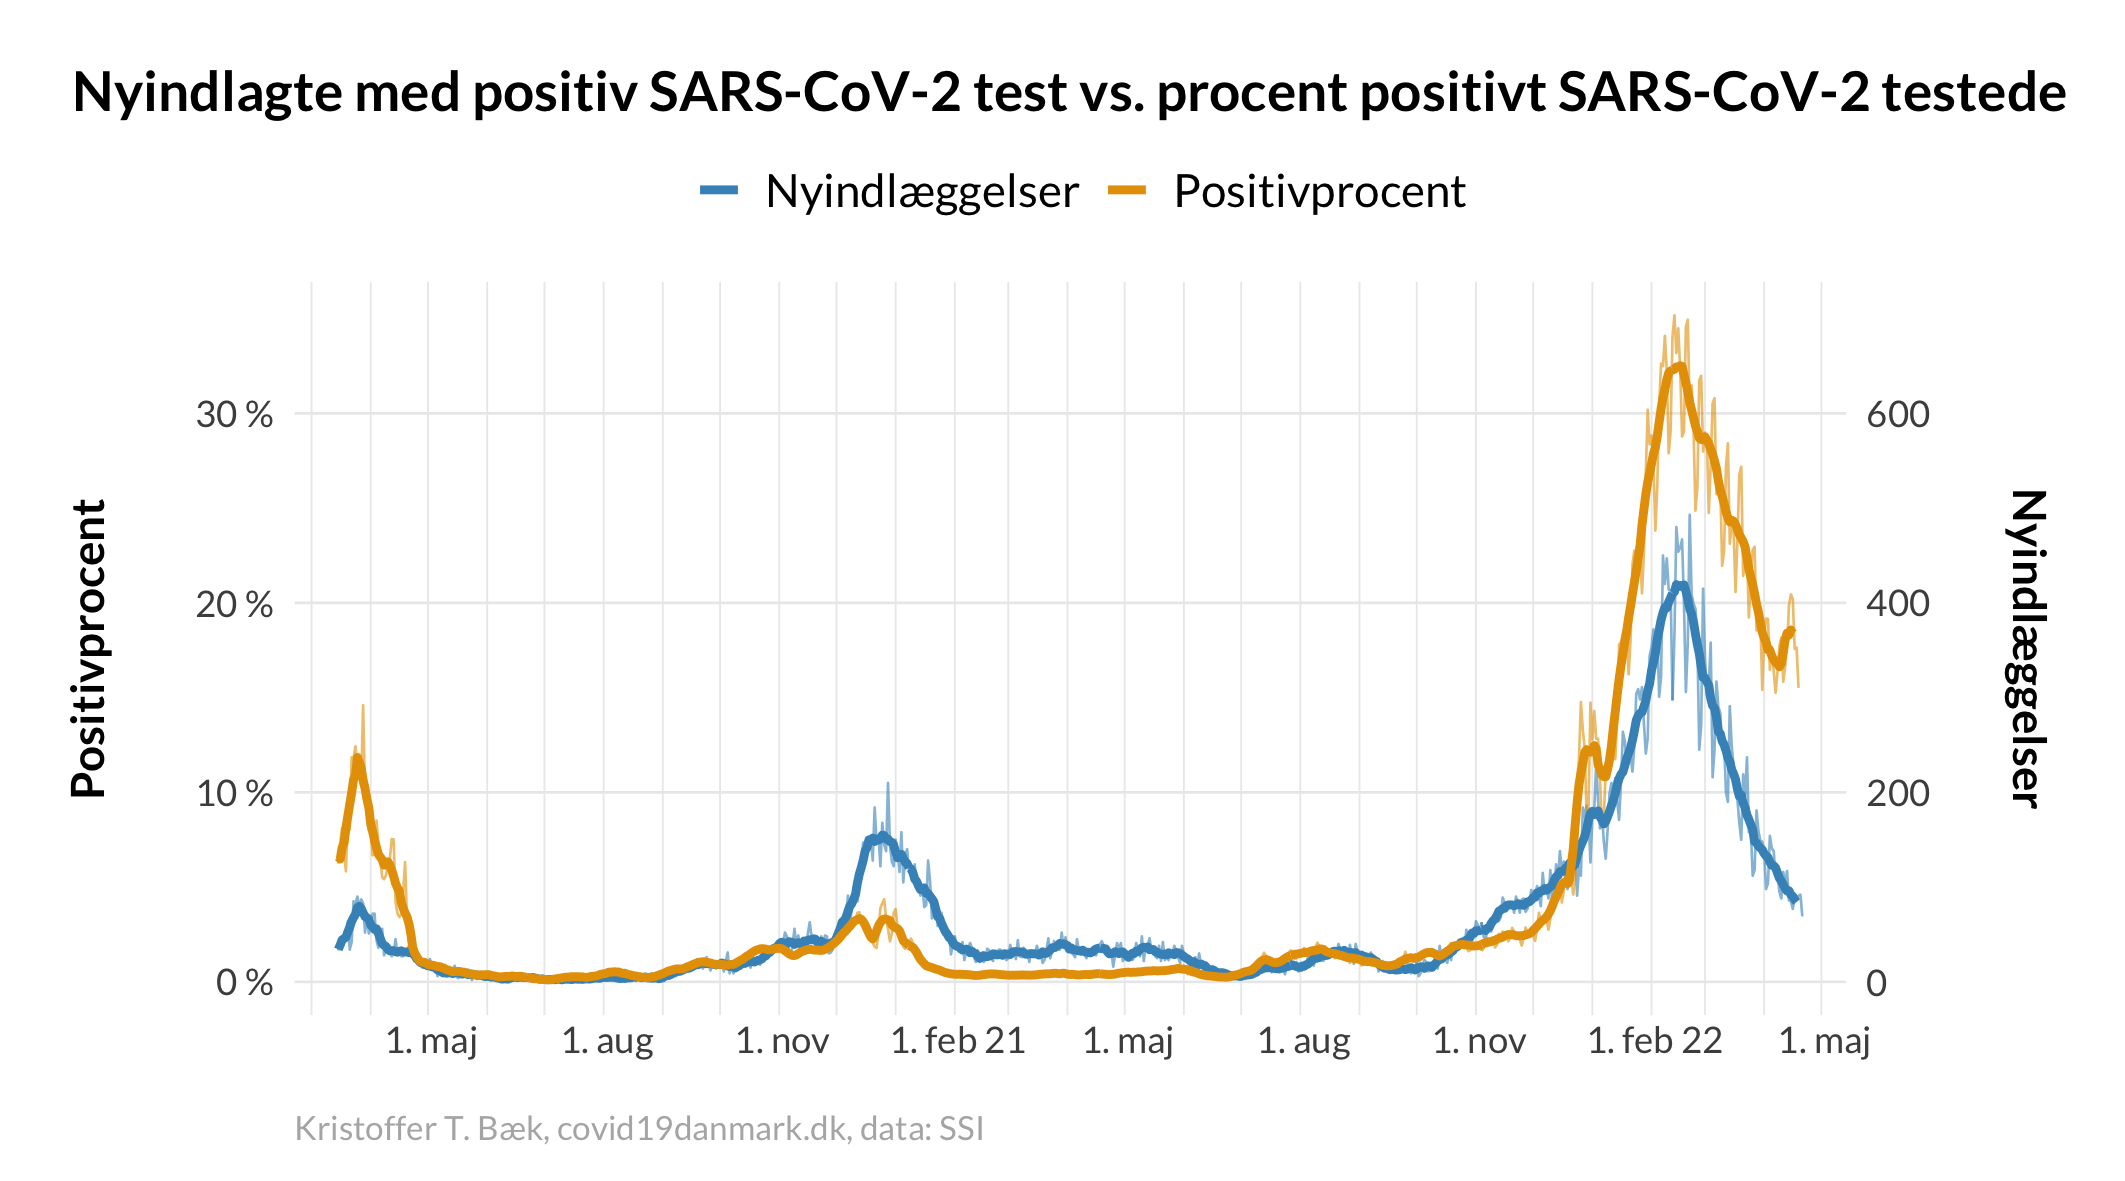 Nyindlagte med positiv SARS-CoV-2 test vs. procent positivt SARS-CoV-2 testede
Nyindlæggelser
Positivprocent
Positivprocent
30 %
20 %
10 %
0 %
600
400
200
0
Nyindlæggelser
1. maj
1. aug
1. nov
1. feb 21
1. maj
1. aug
1. nov
1. feb 22
1. maj
Kristoffer T. Bæk, covid19danmark.dk, data: SSI